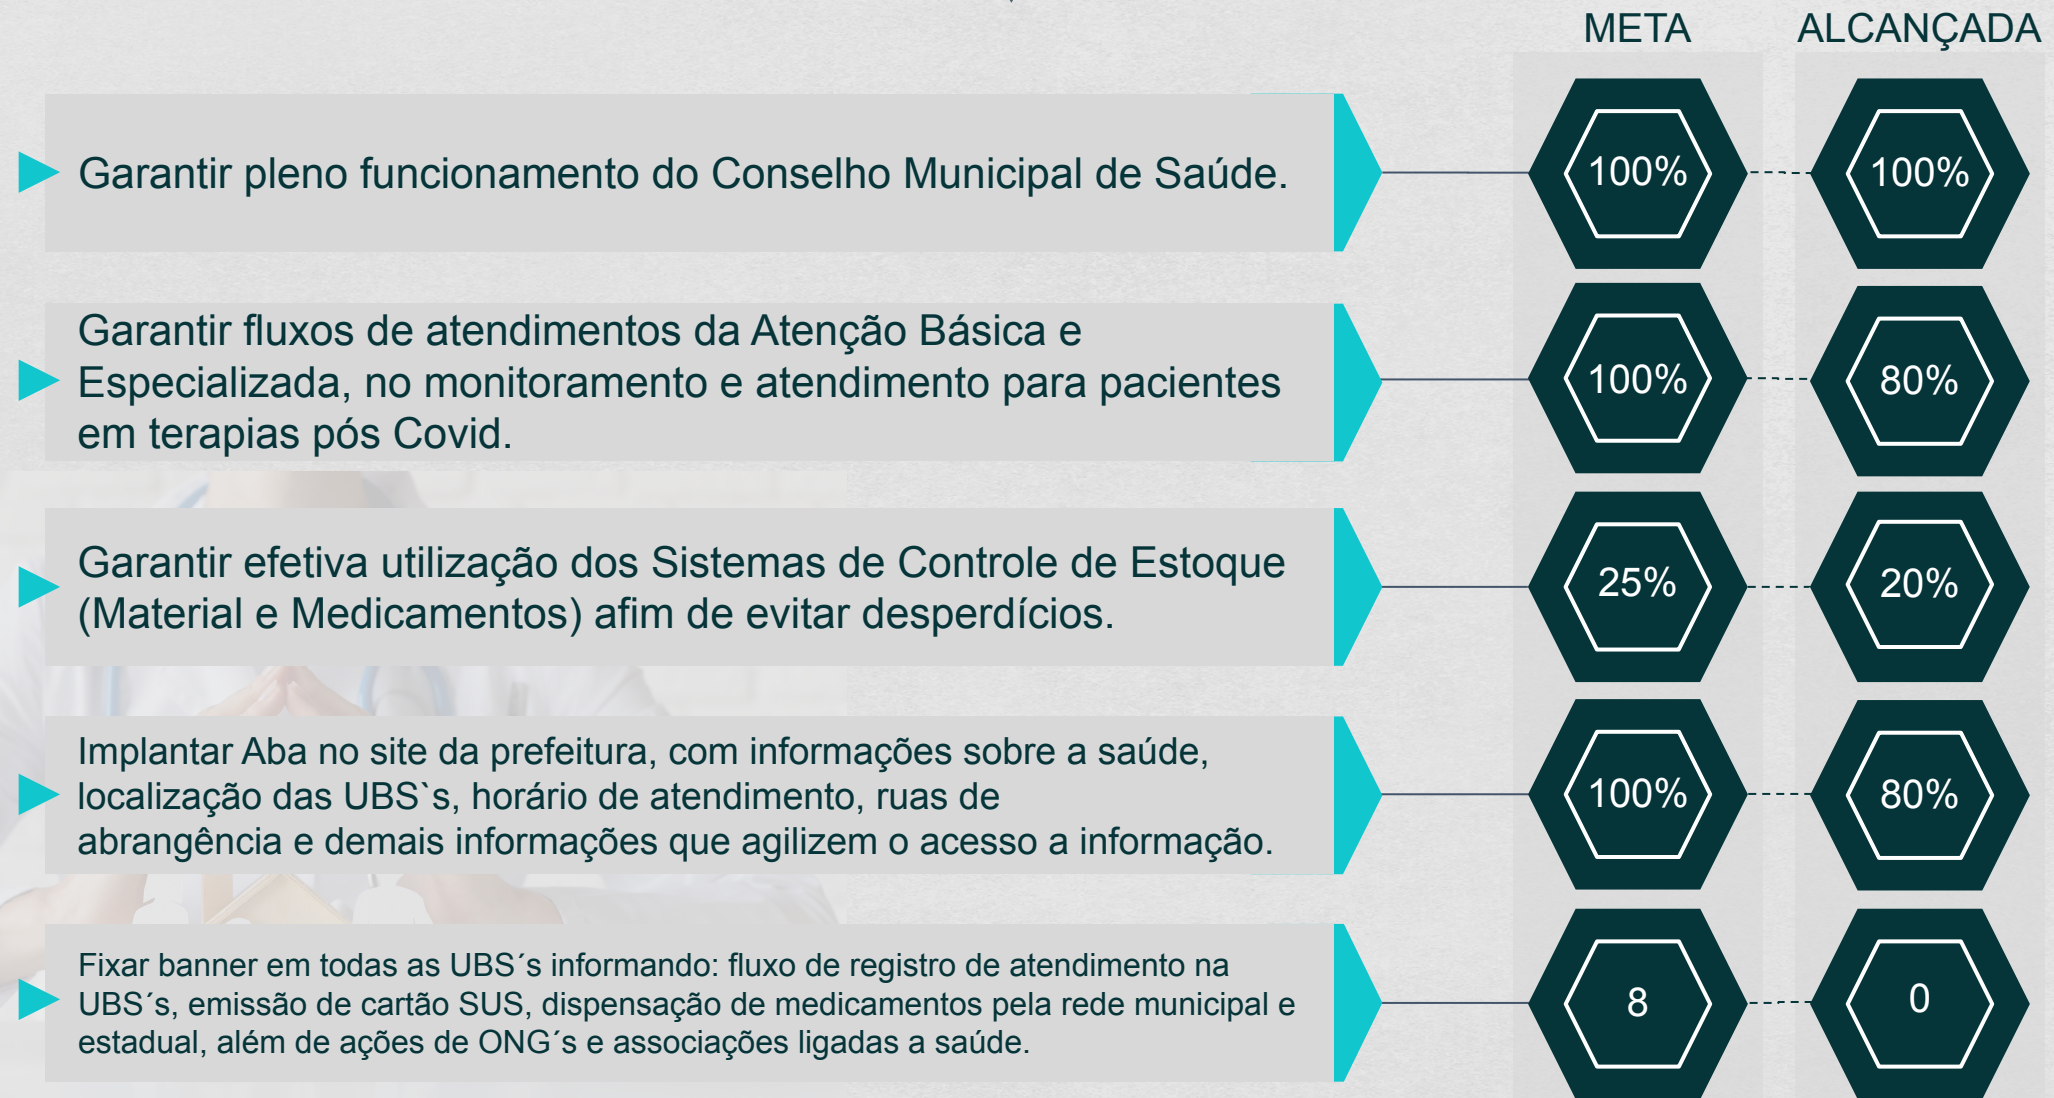 META ALCANÇADA
Garantir pleno funcionamento do Conselho Municipal de Saúde.
100% 100%
Garantir fluxos de atendimentos da Atenção Básica e
Especializada, no monitoramento e atendimento para pacientes
em terapias pós Covid.
100% 80%
Garantir efetiva utilização dos Sistemas de Controle de Estoque
(Material e Medicamentos) afim de evitar desperdícios.
25% 20%
Implantar Aba no site da prefeitura, com informações sobre a saúde,
localização das UBS`s, horário de atendimento, ruas de
abrangência e demais informações que agilizem o acesso a informação.
100% 80%
Fixar banner em todas as UBS´s informando: fluxo de registro de atendimento na
UBS´s, emissão de cartão SUS, dispensação de medicamentos pela rede municipal e
estadual, além de ações de ONG´s e associações ligadas a saúde.
8 0